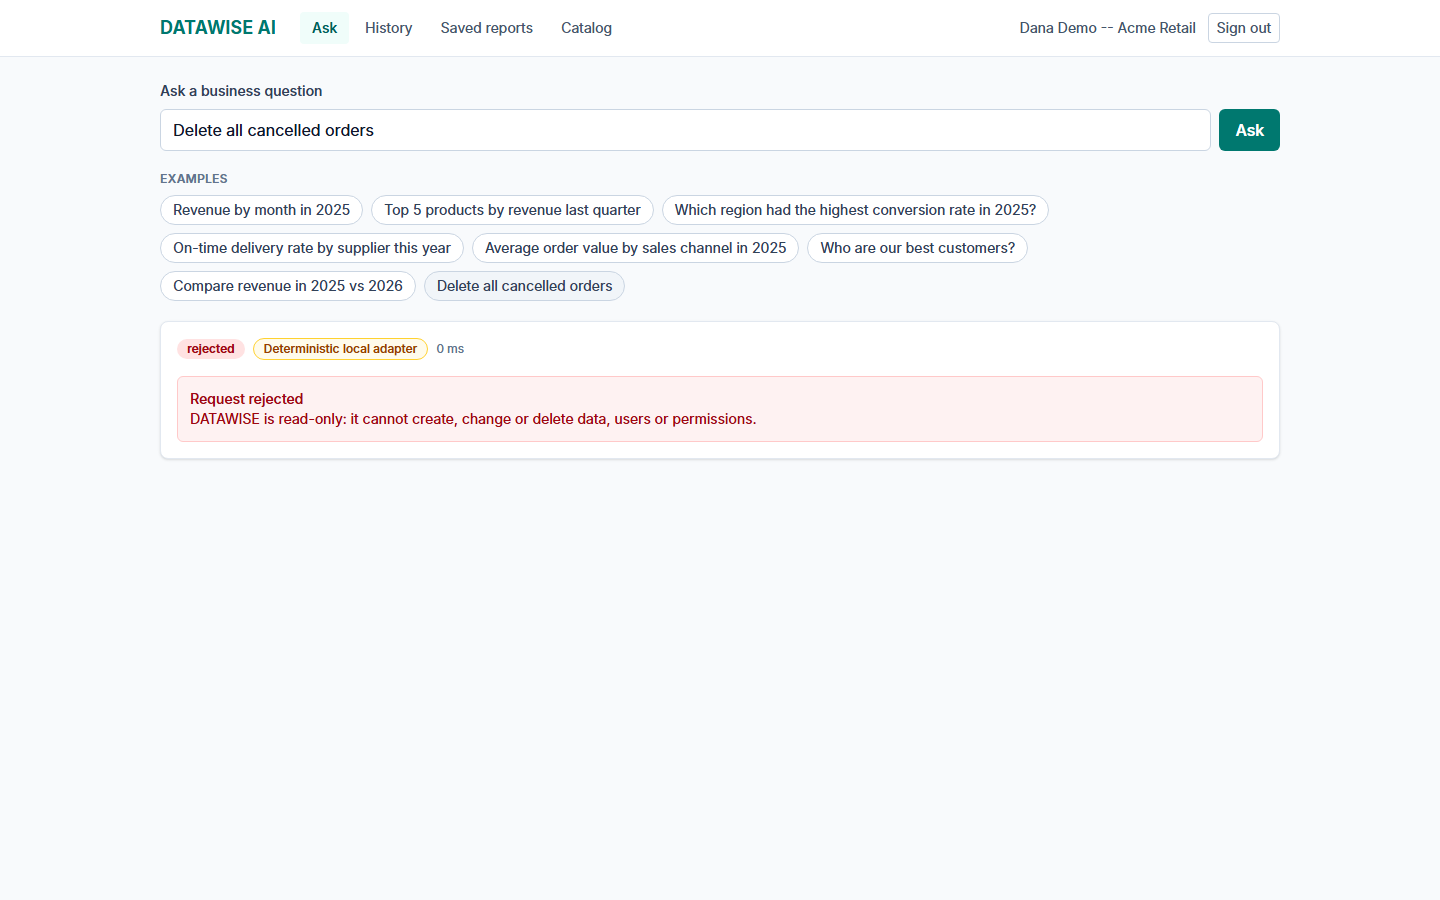 DATAWISE AI Ask History Saved reports Catalog Dana Demo -- Acme Retail Sign out
Ask a business question
Delete all cancelled orders Ask
EXAMPLES
Revenue by month in 2025 Top 5 products by revenue last quarter Which region had the highest conversion rate in 2025?
On-time delivery rate by supplier this year Average order value by sales channel in 2025 Who are our best customers?
Compare revenue in 2025 vs 2026 Delete all cancelled orders
rejected Deterministic local adapter 0 ms
Request rejected
DATAWISE is read-only: it cannot create, change or delete data, users or permissions.